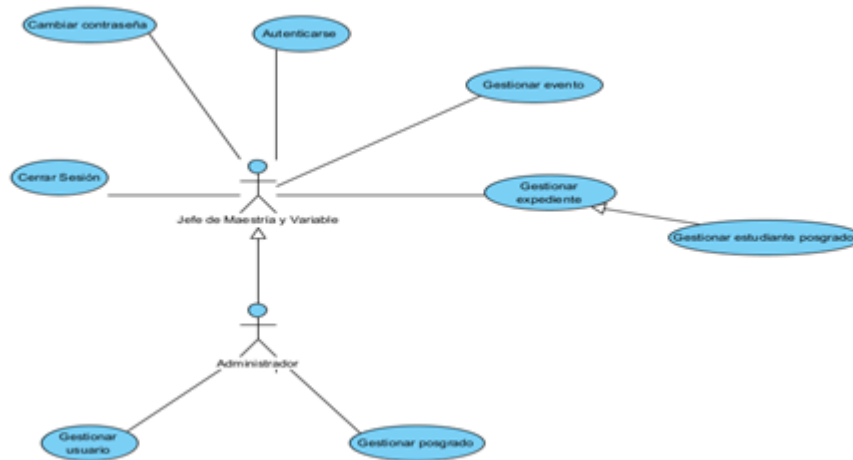 Cambiar contraseña
Autenticarse
Gestionar evento
Cerrar Sesión
Gestionar
expediente
Jefe de Maestría y Variable
Gestionar estudiante posgrado
Administrador
Gestionar
usuario
Gestionar posgrado